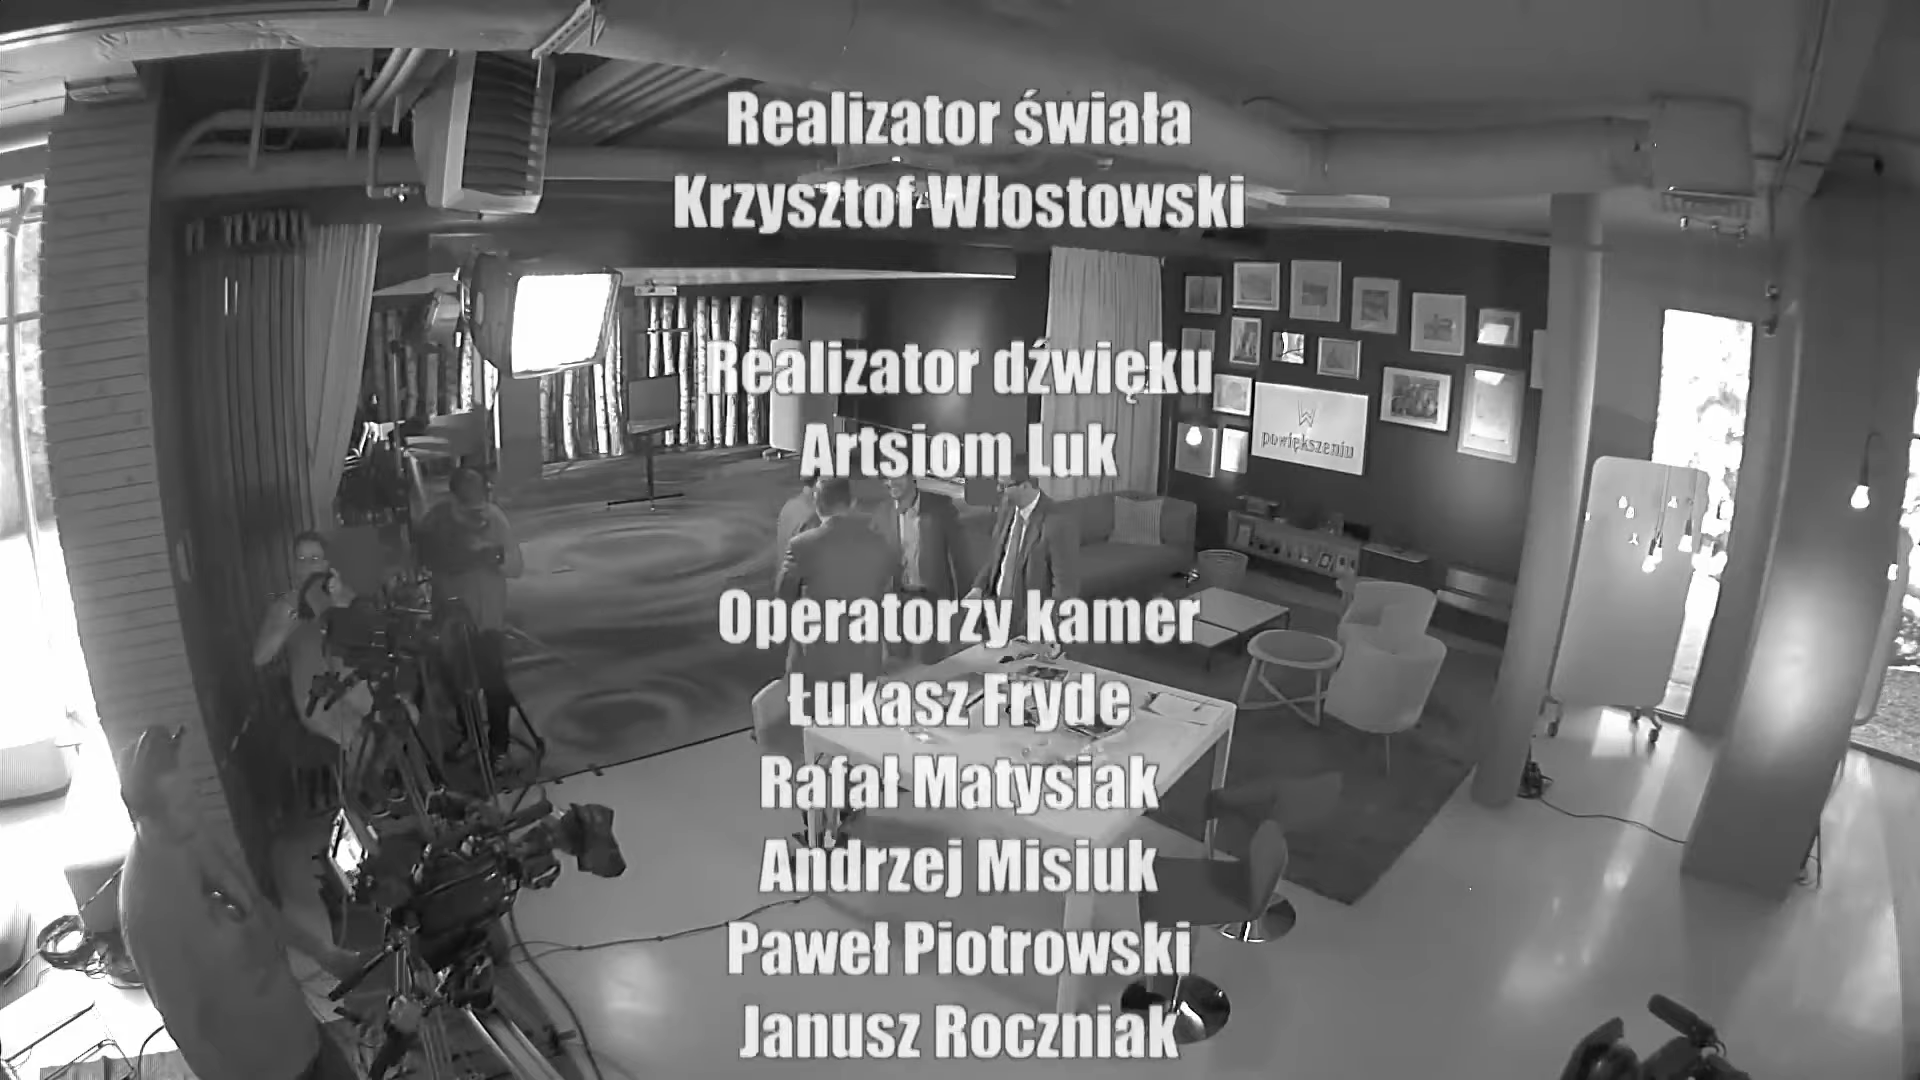 Realizator świała
Krzysztof Włostowski
Realizator dźwięku
Artsiom Luk
W
powiększeniu
Operatorzy kamer
Łukasz Fryde
Rafał Matysiak
Andrzej Misiuk
Paweł Piotrowski
Janusz Roczniak